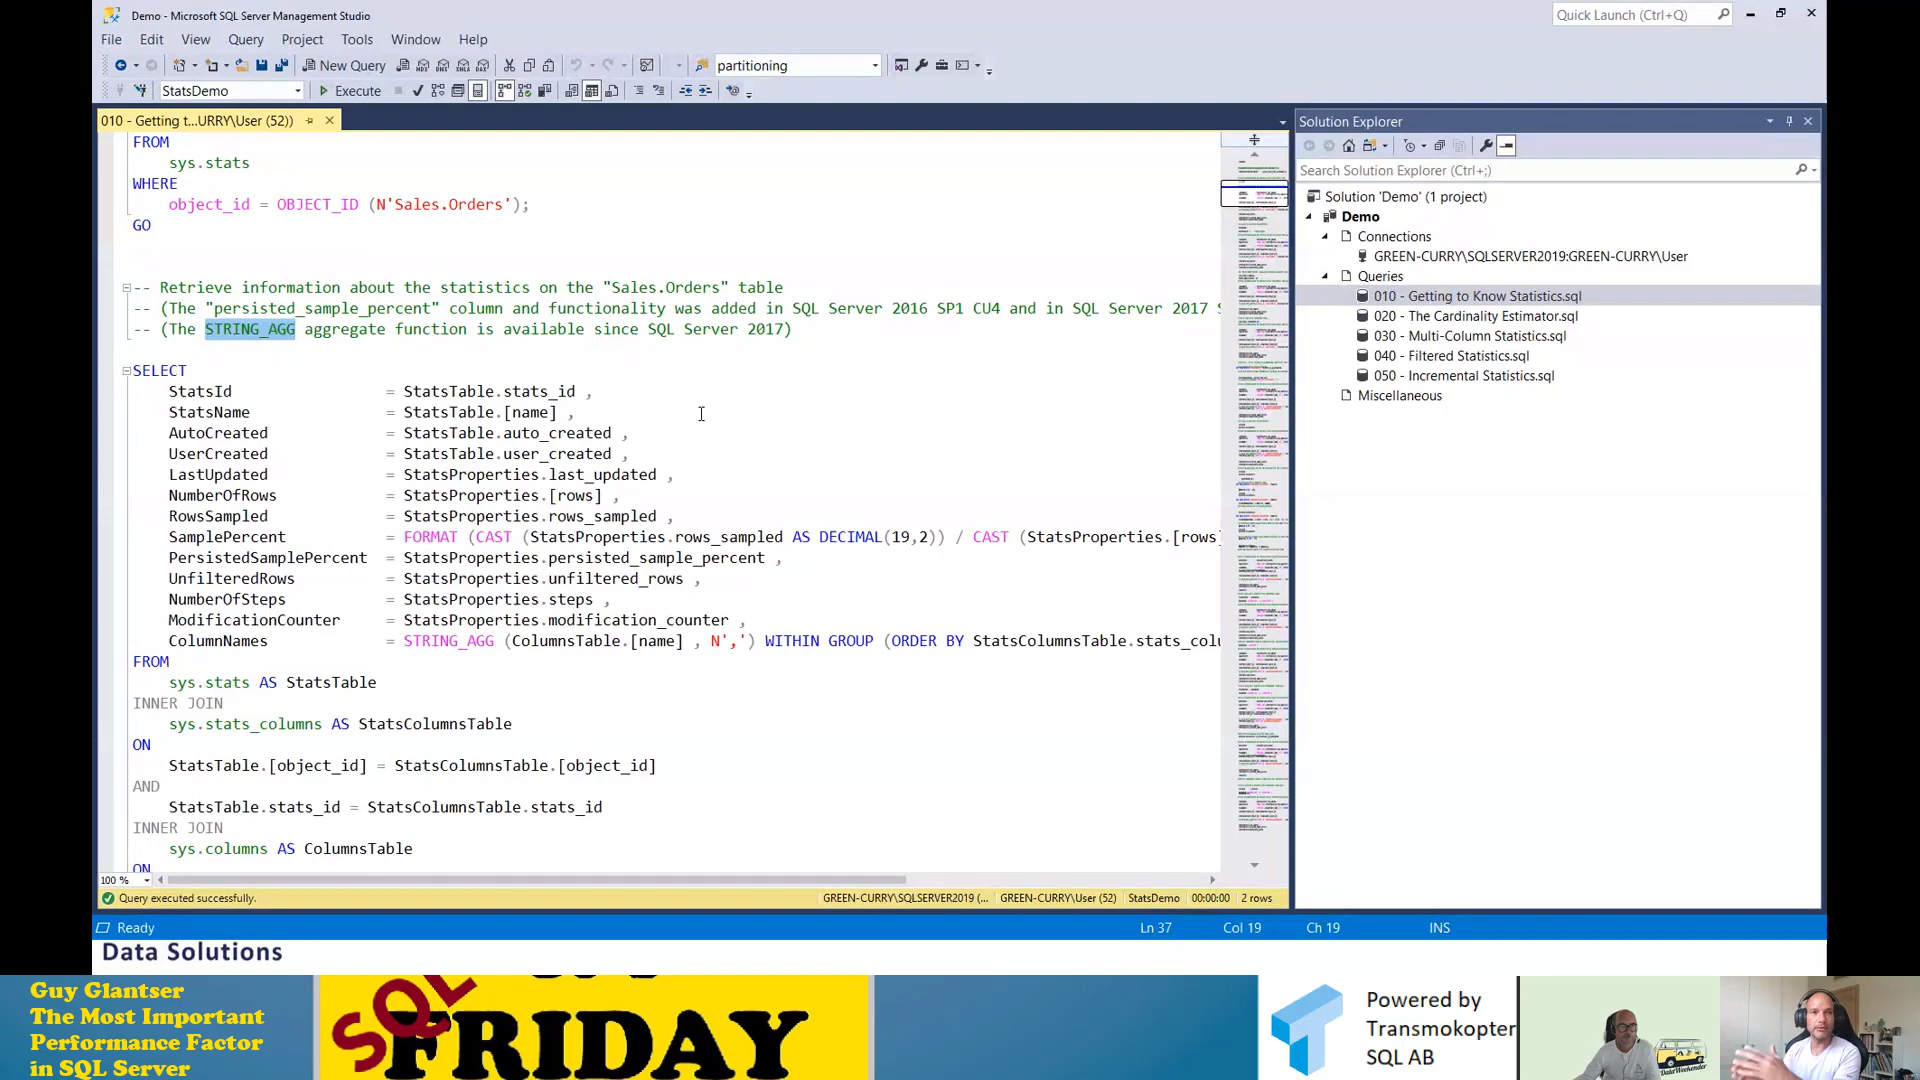 Demo - Microsoft SQL Server Management Studio
Quick Launch (Ctrl+Q)
File Edit View Query Project Tools Window Help
New Query
partitioning
StatsDemo
Execute
010 - Getting t...URRY\User (52))
FROM
sys.stats
WHERE
object_id = OBJECT_ID (N'Sales.Orders');
GO
-- Retrieve information about the statistics on the "Sales.Orders" table
-- (The "persisted_sample_percent" column and functionality was added in SQL Server 2016 SP1 CU4 and in SQL Server 2017
-- (The STRING_AGG aggregate function is available since SQL Server 2017)
SELECT
StatsId = StatsTable.stats_id ,
StatsName = StatsTable.[name] ,
AutoCreated = StatsTable.auto_created ,
UserCreated = StatsTable.user_created ,
LastUpdated = StatsProperties.last_updated ,
NumberOfRows = StatsProperties.[rows] ,
RowsSampled = StatsProperties.rows_sampled ,
SamplePercent = FORMAT (CAST (StatsProperties.rows_sampled AS DECIMAL(19,2)) / CAST (StatsProperties.[rows]
PersistedSamplePercent = StatsProperties.persisted_sample_percent ,
UnfilteredRows = StatsProperties.unfiltered_rows ,
NumberOfSteps = StatsProperties.steps ,
ModificationCounter = StatsProperties.modification_counter ,
ColumnNames = STRING_AGG (ColumnsTable.[name] , N',') WITHIN GROUP (ORDER BY StatsColumnsTable.stats_colu
FROM
sys.stats AS StatsTable
INNER JOIN
sys.stats_columns AS StatsColumnsTable
ON
StatsTable.[object_id] = StatsColumnsTable.[object_id]
AND
StatsTable.stats_id = StatsColumnsTable.stats_id
INNER JOIN
sys.columns AS ColumnsTable
ON
100 %
Query executed successfully.
GREEN-CURRY\SQLSERVER2019 (... GREEN-CURRY\User (52) StatsDemo 00:00:00 2 rows
Solution Explorer
Search Solution Explorer (Ctrl+;)
Solution 'Demo' (1 project)
Demo
Connections
GREEN-CURRY\SQLSERVER2019:GREEN-CURRY\User
Queries
010 - Getting to Know Statistics.sql
020 - The Cardinality Estimator.sql
030 - Multi-Column Statistics.sql
040 - Filtered Statistics.sql
050 - Incremental Statistics.sql
Miscellaneous
Ready
Ln 37 Col 19 Ch 19 INS
Data Solutions
Guy Glantser
The Most Important
Performance Factor
in SQL Server
SQL
FRIDAY
Powered by
Transmokopter
SQL AB
DataWeekender